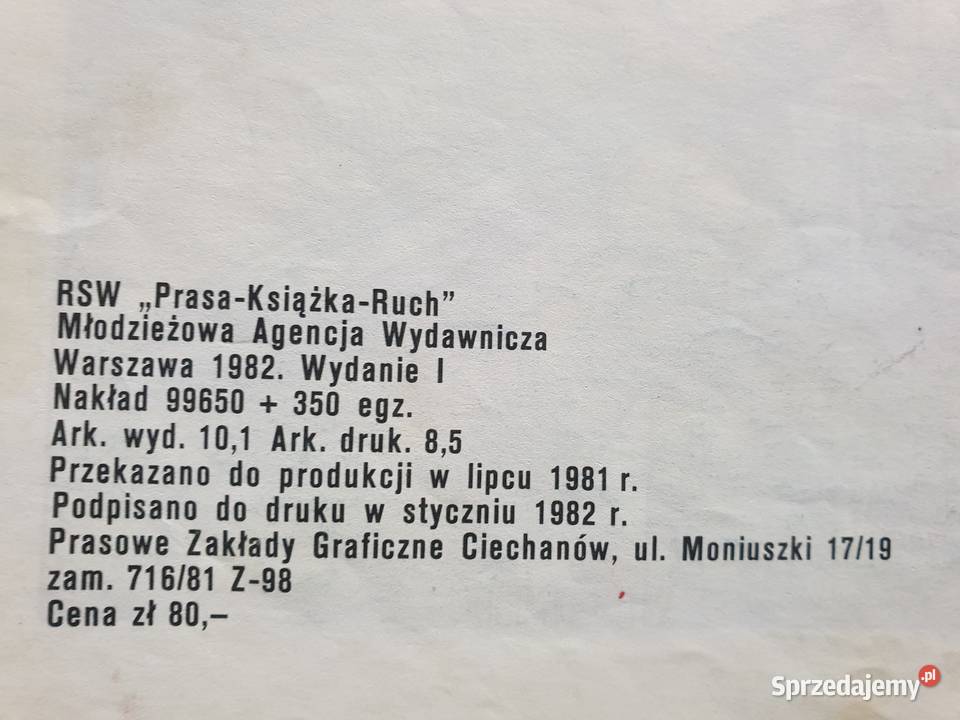 RSW „Prasa-Książka-Ruch”
Młodzieżowa Agencja Wydawnicza
Warszawa 1982. Wydanie I
Nakład 99650 + 350 egz.
Ark. wyd. 10,1 Ark. druk. 8,5
Przekazano do produkcji w lipcu 1981 r.
Podpisano do druku w styczniu 1982 r.
Prasowe Zakłady Graficzne Ciechanów, ul. Moniuszki 17/19
zam. 716/81 Z-98
Cena zł 80,–
Sprzedajemy.pl